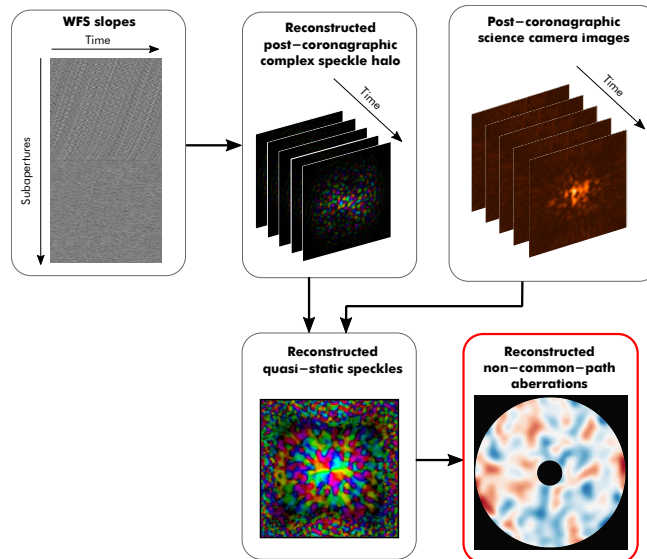 WFS slopes
Time
Subapertures
Reconstructed
post−coronagraphic
complex speckle halo
Time
Post−coronagraphic
science camera images
Time
Reconstructed
quasi−static speckles
Reconstructed
non−common−path
aberrations